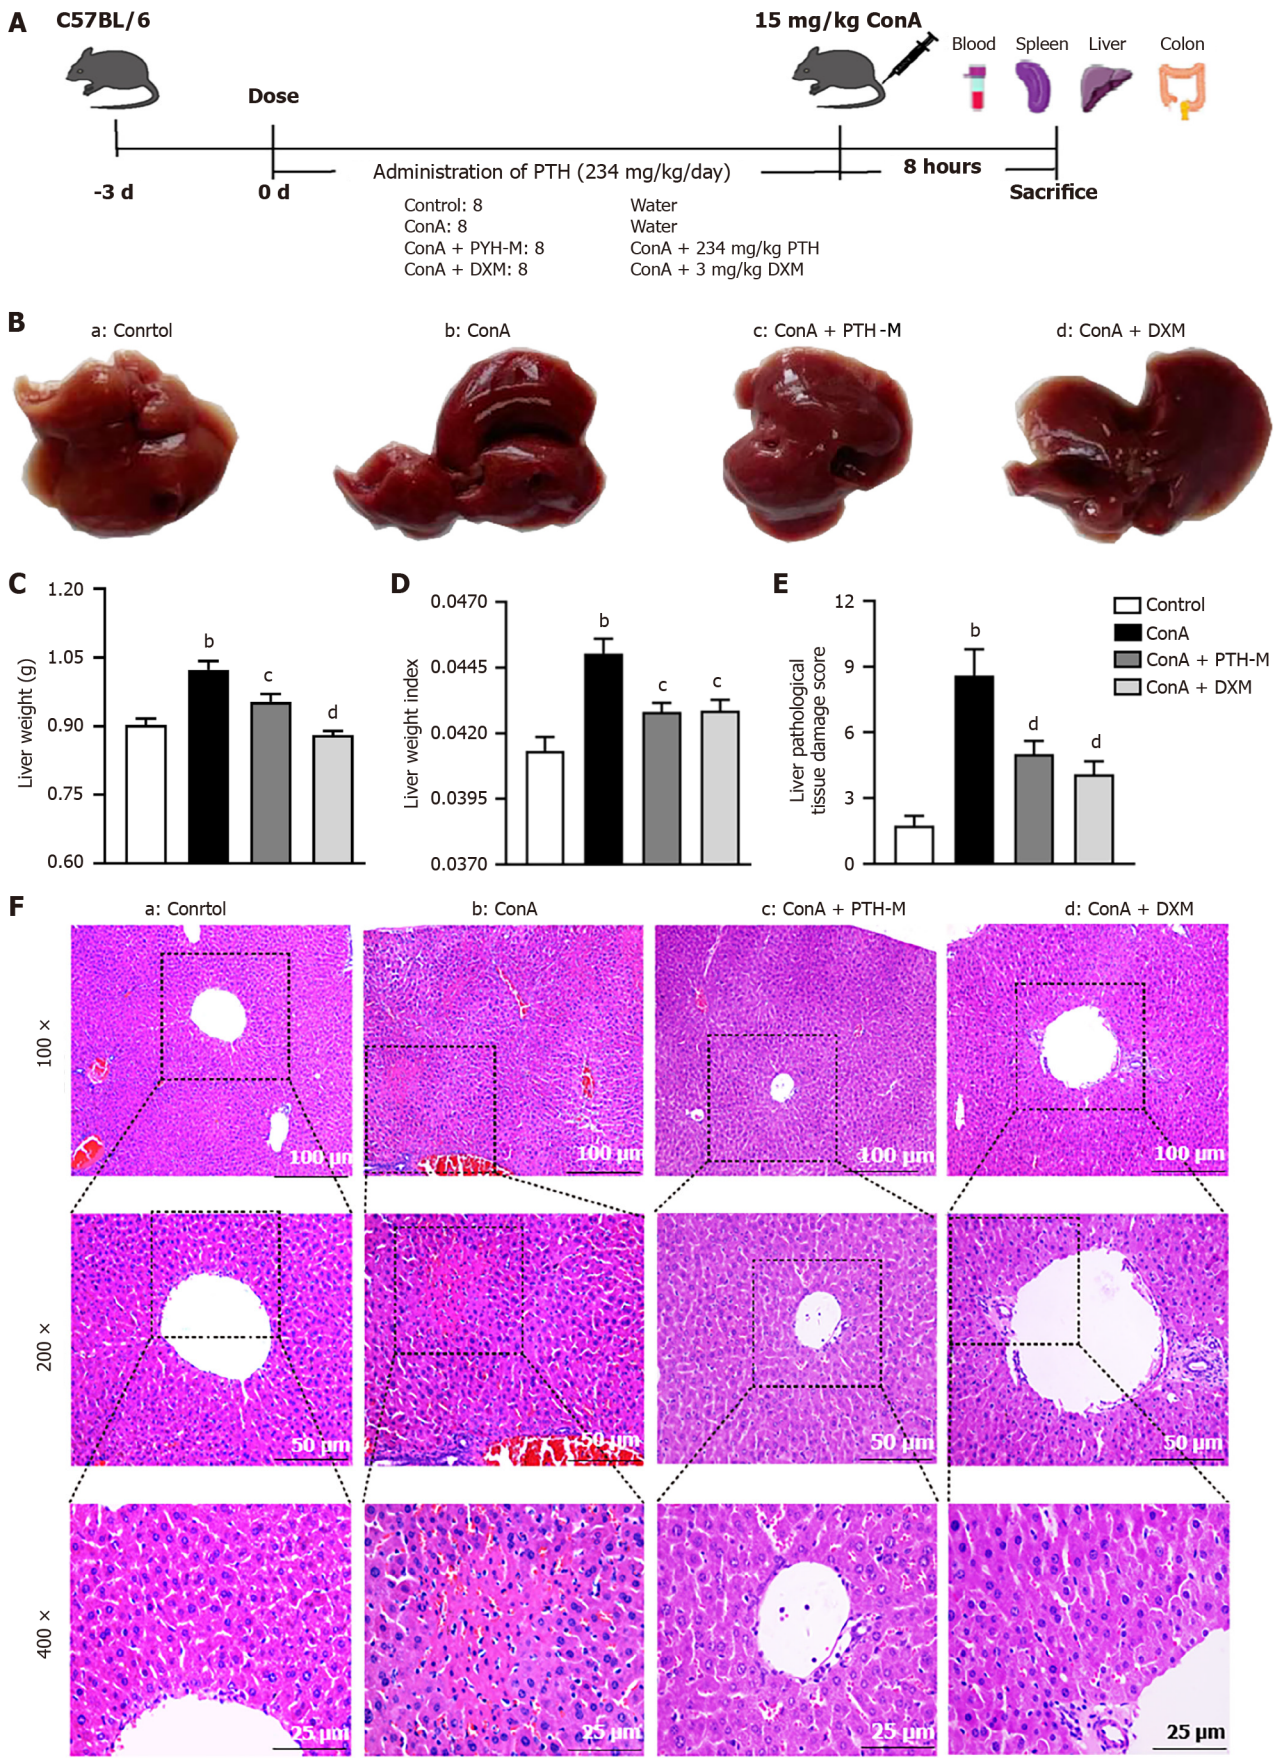 A
C57BL/6
15 mg/kg ConA
Blood Spleen Liver Colon
Dose
Administration of PTH (234 mg/kg/day)
8 hours
-3 d
0 d
Sacrifice
Control: 8 Water
ConA: 8 Water
ConA + PYH-M: 8 ConA + 234 mg/kg PTH
ConA + DXM: 8 ConA + 3 mg/kg DXM
B
a: Conrtol b: ConA c: ConA + PTH-M d: ConA + DXM
C
Liver weight (g)
1.20
1.05
0.90
0.75
0.60
b
c
d
D
Liver weight index
0.0470
0.0445
0.0420
0.0395
0.0370
b
c
c
E
Liver pathological
tissue damage score
12
9
6
3
0
b
d
d
Control
ConA
ConA + PTH-M
ConA + DXM
F
a: Conrtol b: ConA c: ConA + PTH-M d: ConA + DXM
100 ×
100 µm 100 µm 100 µm 100 µm
200 ×
50 µm 50 µm 50 µm 50 µm
400 ×
25 µm 25 µm 25 µm 25 µm